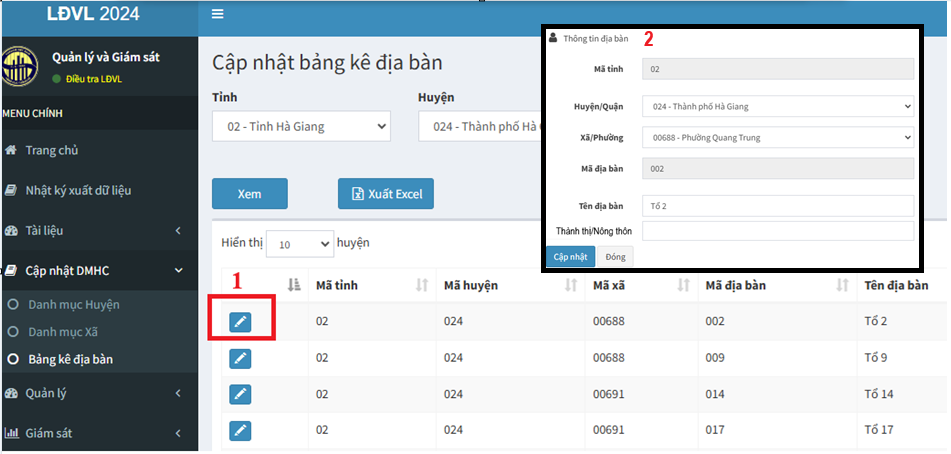 LĐVL 2024
Quản lý và Giám sát
Điều tra LĐVL
MENU CHÍNH
Trang chủ
Nhật ký xuất dữ liệu
Tài liệu
Cập nhật DMHC
Danh mục Huyện
Danh mục Xã
Bảng kê địa bàn
Quản lý
Giám sát
Cập nhật bảng kê địa bàn
Tỉnh Huyện
02 - Tỉnh Hà Giang 024 - Thành phố Hà
Xem Xuất Excel
Hiển thị 10 huyện
1
Mã tỉnh Mã huyện Mã xã Mã địa bàn Tên địa bàn
02 024 00688 002 Tổ 2
02 024 00688 009 Tổ 9
02 024 00691 014 Tổ 14
02 024 00691 017 Tổ 17
Thông tin địa bàn 2
Mã tỉnh 02
Huyện/Quận 024 - Thành phố Hà Giang
Xã/Phường 00688 - Phường Quang Trung
Mã địa bàn 002
Tên địa bàn Tổ 2
Thành thị/Nông thôn
Cập nhật Đóng